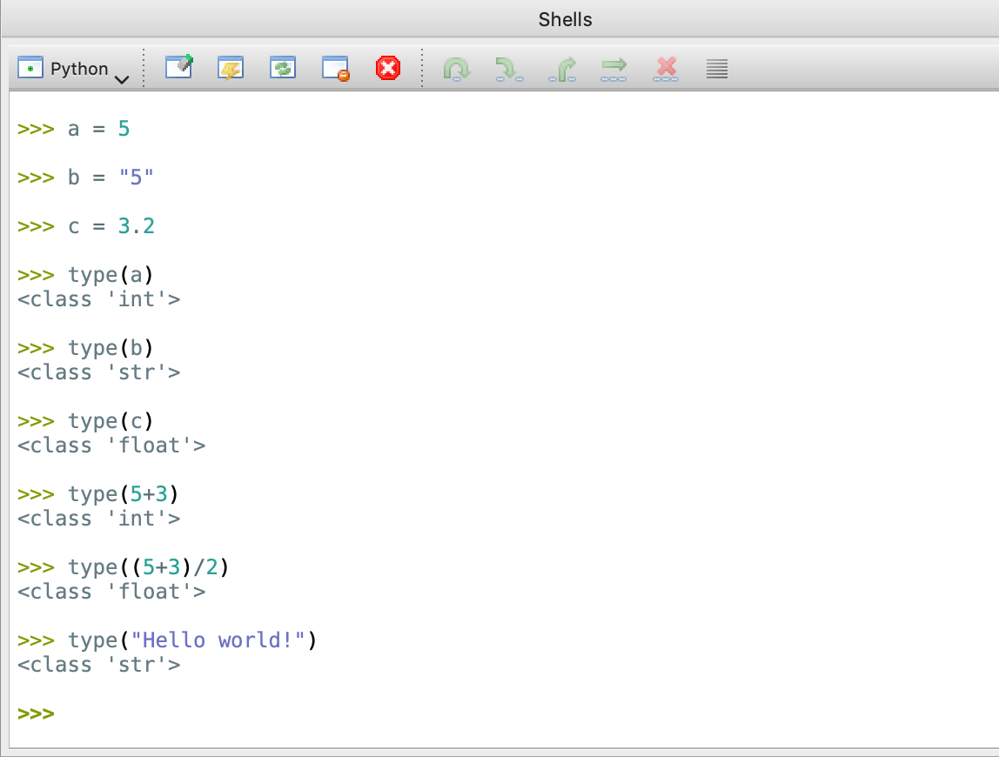 Shells
Python
>>> a = 5
>>> b = "5"
>>> c = 3.2
>>> type(a)
<class 'int'>
>>> type(b)
<class 'str'>
>>> type(c)
<class 'float'>
>>> type(5+3)
<class 'int'>
>>> type((5+3)/2)
<class 'float'>
>>> type("Hello world!")
<class 'str'>
>>>